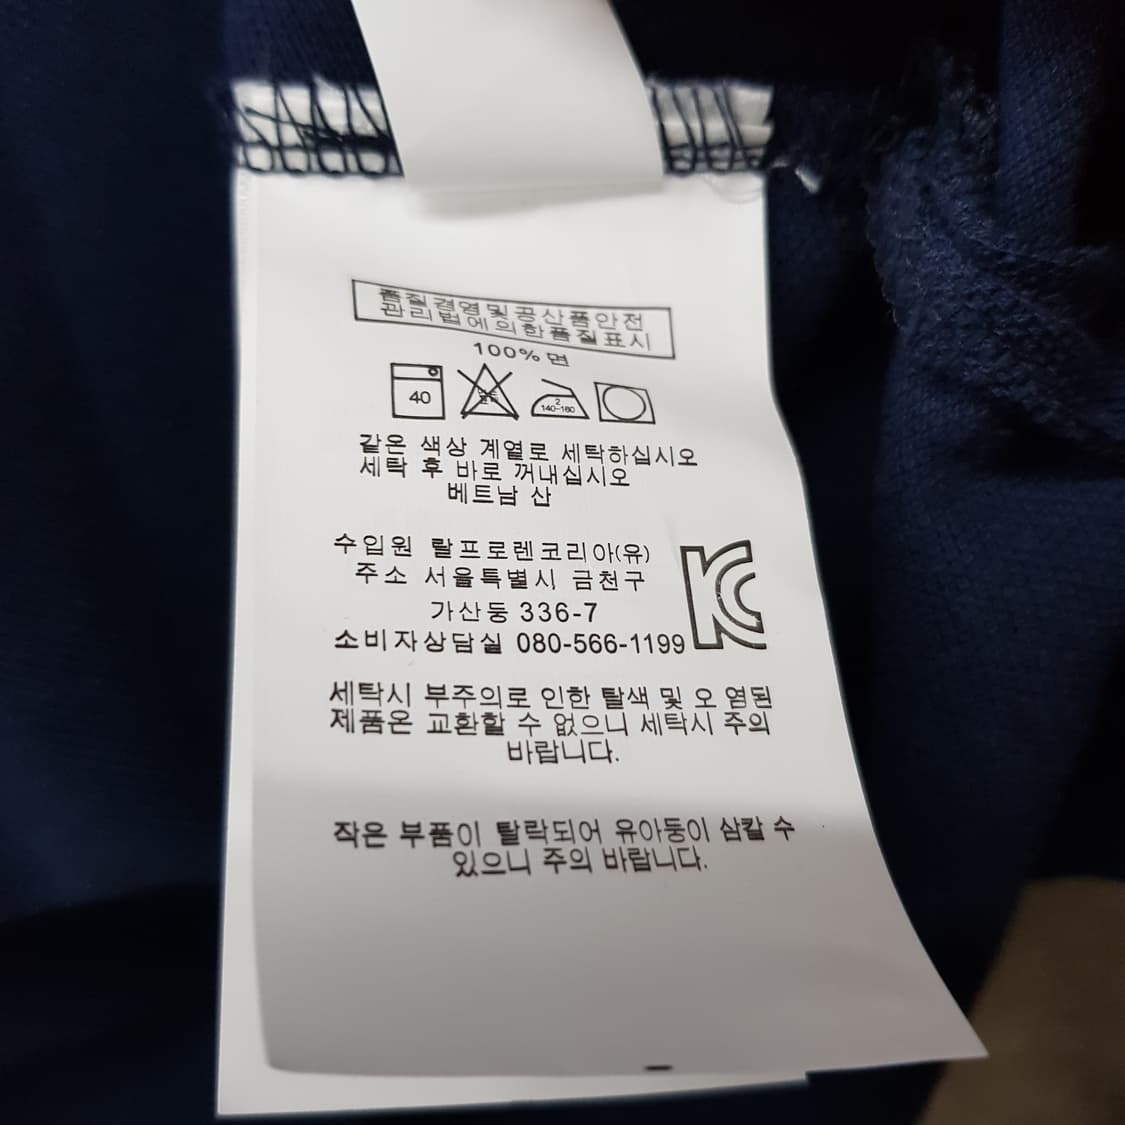 품질경영및공산품안전
관리법에의한품질표시
100% 면
40
2
140-160
같은 색상 계열로 세탁하십시오
세탁 후 바로 꺼내십시오
베트남 산
수입원 랄프로렌코리아(유)
주소 서울특별시 금천구
가산동 336-7
소비자상담실 080-566-1199
KC
세탁시 부주의로 인한 탈색 및 오 염된
제품은 교환할 수 없으니 세탁시 주의
바랍니다.
작은 부품이 탈락되어 유아동이 삼킬 수
있으니 주의 바랍니다.